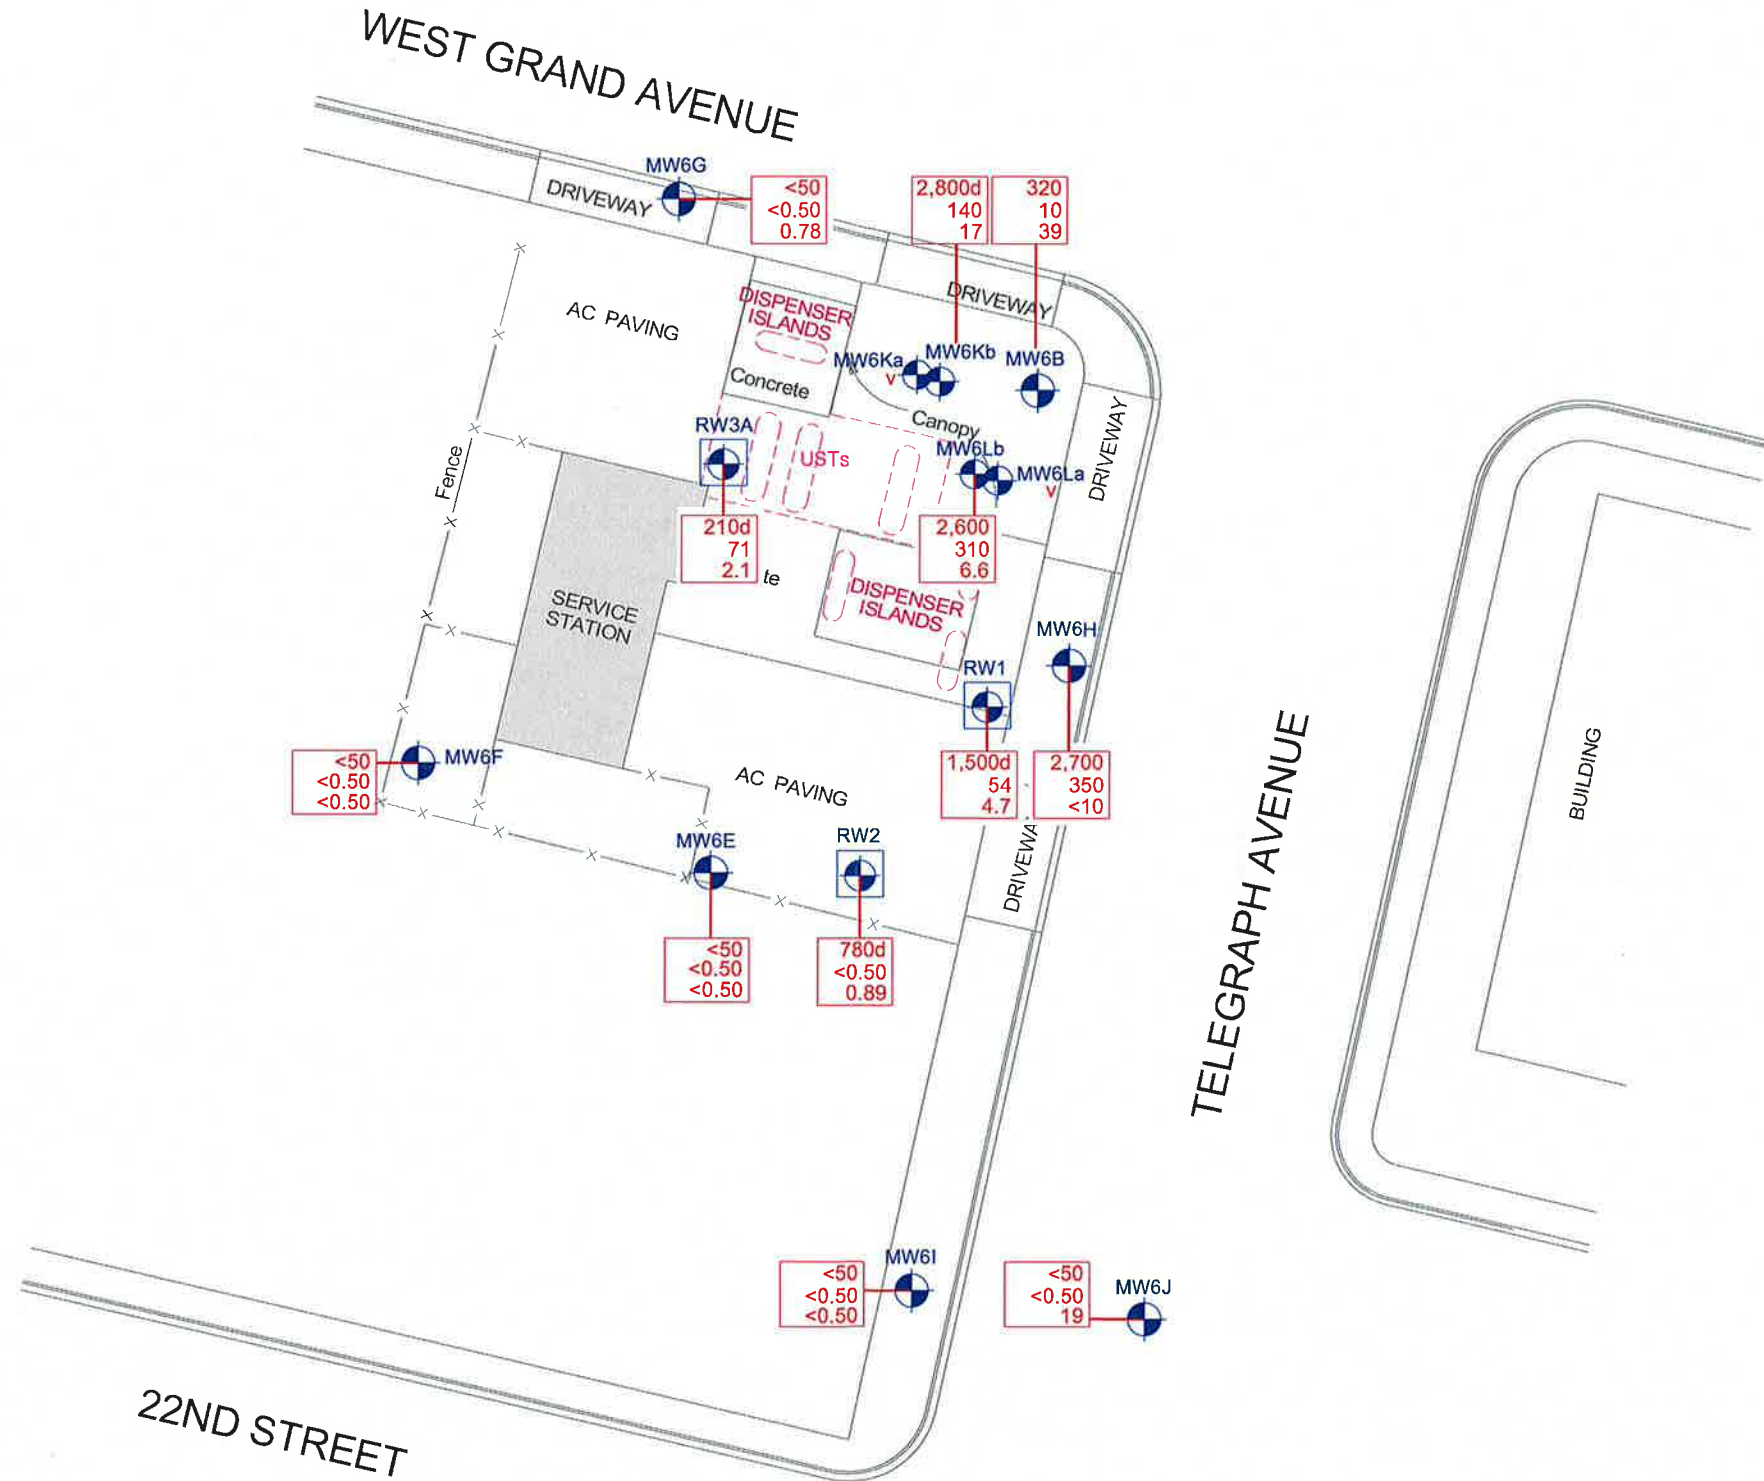 WEST GRAND AVENUE
MW6G
DRIVEWAY
<50
<0.50
0.78
2,800d
140
17
320
10
39
DISPENSER
ISLANDS
AC PAVING
DRIVEWAY
MW6Ka
v
MW6Kb
MW6B
Concrete
Canopy
DRIVEWAY
RW3A
USTs
MW6Lb
MW6La
v
Fence
210d
71
2.1
te
2,600
310
6.6
SERVICE
STATION
DISPENSER
ISLANDS
MW6H
RW1
MW6F
<50
<0.50
<0.50
AC PAVING
1,500d
54
4.7
2,700
350
<10
DRIVEWA
BUILDING
TELEGRAPH AVENUE
MW6E
RW2
<50
<0.50
<0.50
780d
<0.50
0.89
MW6I
<50
<0.50
<0.50
MW6J
<50
<0.50
19
22ND STREET